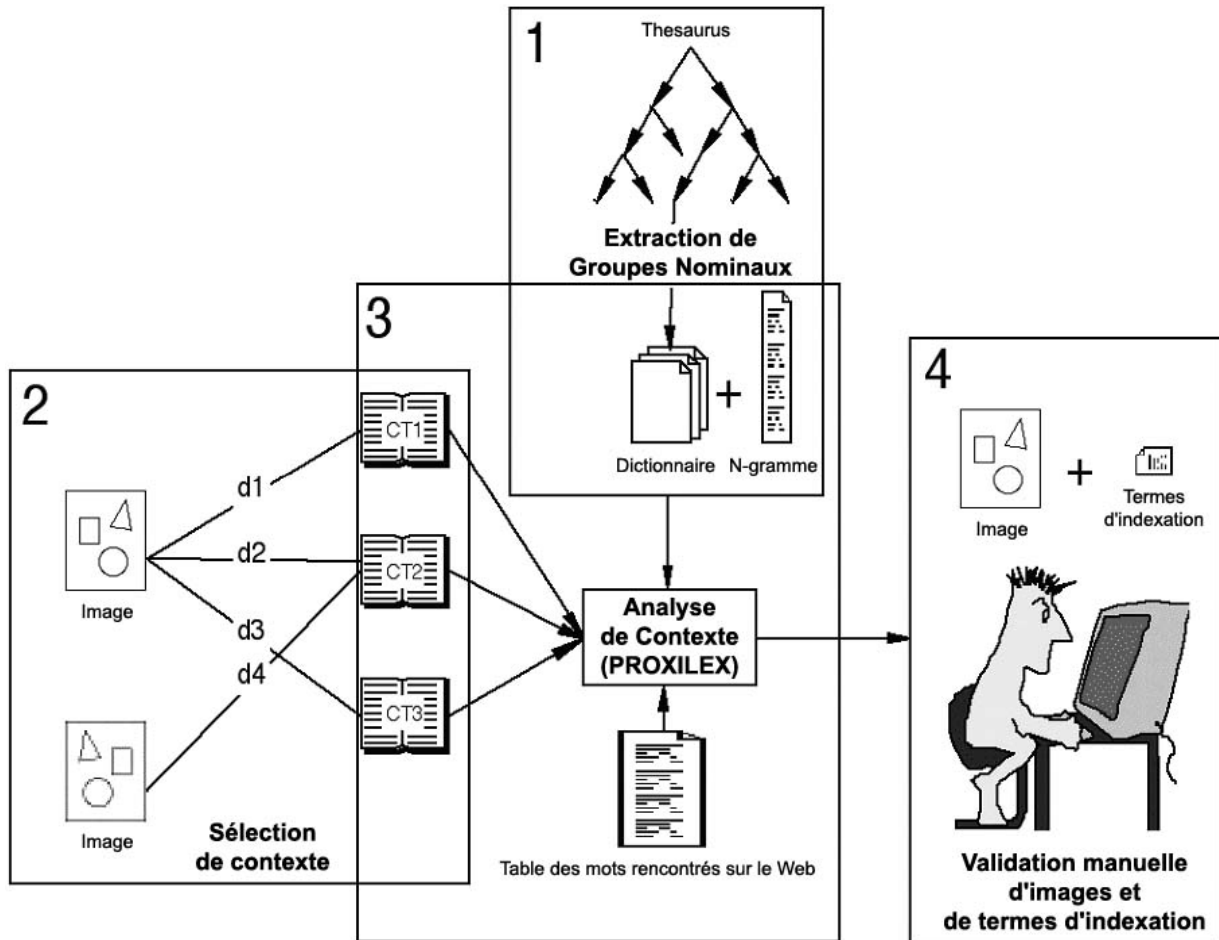 1
Thesaurus
Extraction de
Groupes Nominaux
Dictionnaire
+
N-gramme
2
Image
d1
d2
d3
d4
Image
Sélection
de contexte
3
CT1
CT2
CT3
Analyse
de Contexte
(PROXILEX)
Table des mots rencontrés sur le Web
4
Image
+
Termes
d'indexation
Validation manuelle
d'images et
de termes d'indexation